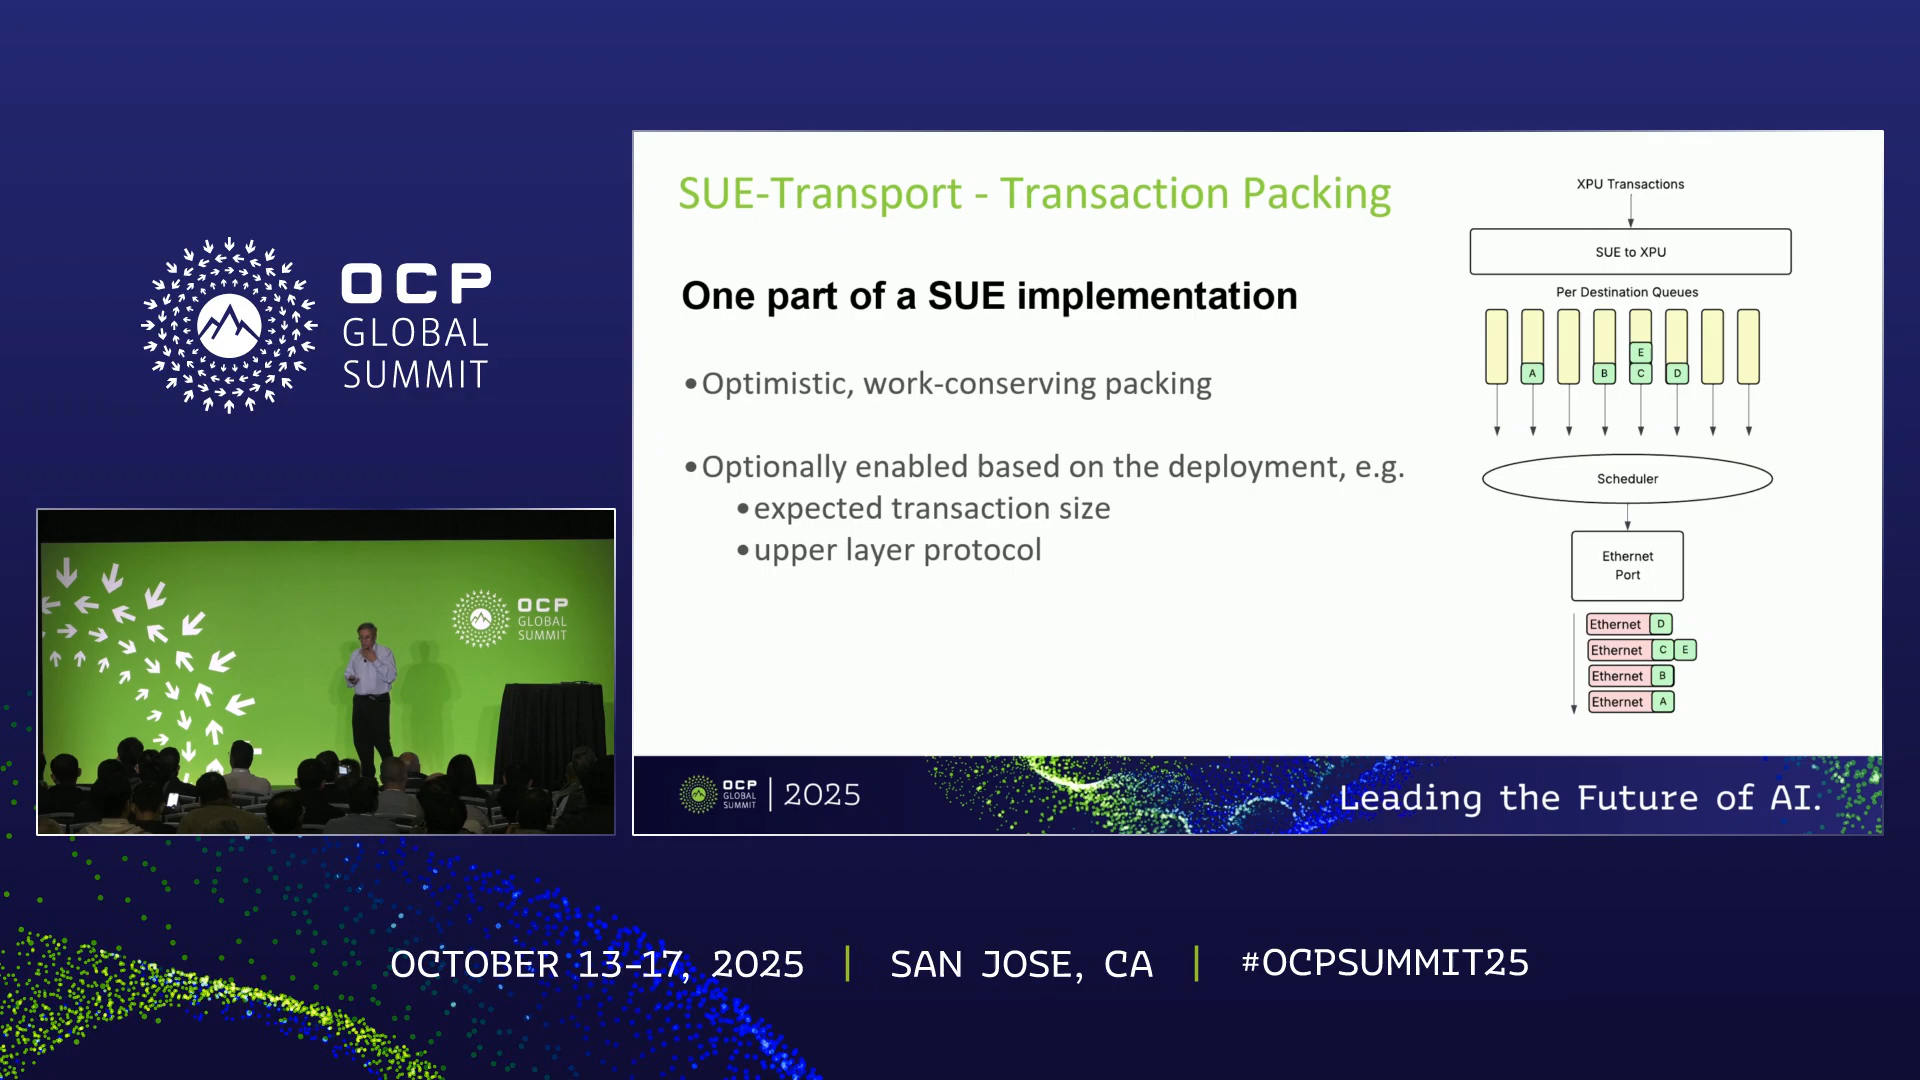 OCP
GLOBAL
SUMMIT
SUE-Transport - Transaction Packing
One part of a SUE implementation
•Optimistic, work-conserving packing
•Optionally enabled based on the deployment, e.g.
•expected transaction size
•upper layer protocol
XPU Transactions
SUE to XPU
Per Destination Queues
E
A B C D
Scheduler
Ethernet
Port
Ethernet D
Ethernet C E
Ethernet B
Ethernet A
OCP
GLOBAL
SUMMIT
2025
Leading the Future of AI.
OCP
GLOBAL
SUMMIT
OCTOBER 13-17, 2025 | SAN JOSE, CA | #OCPSUMMIT25